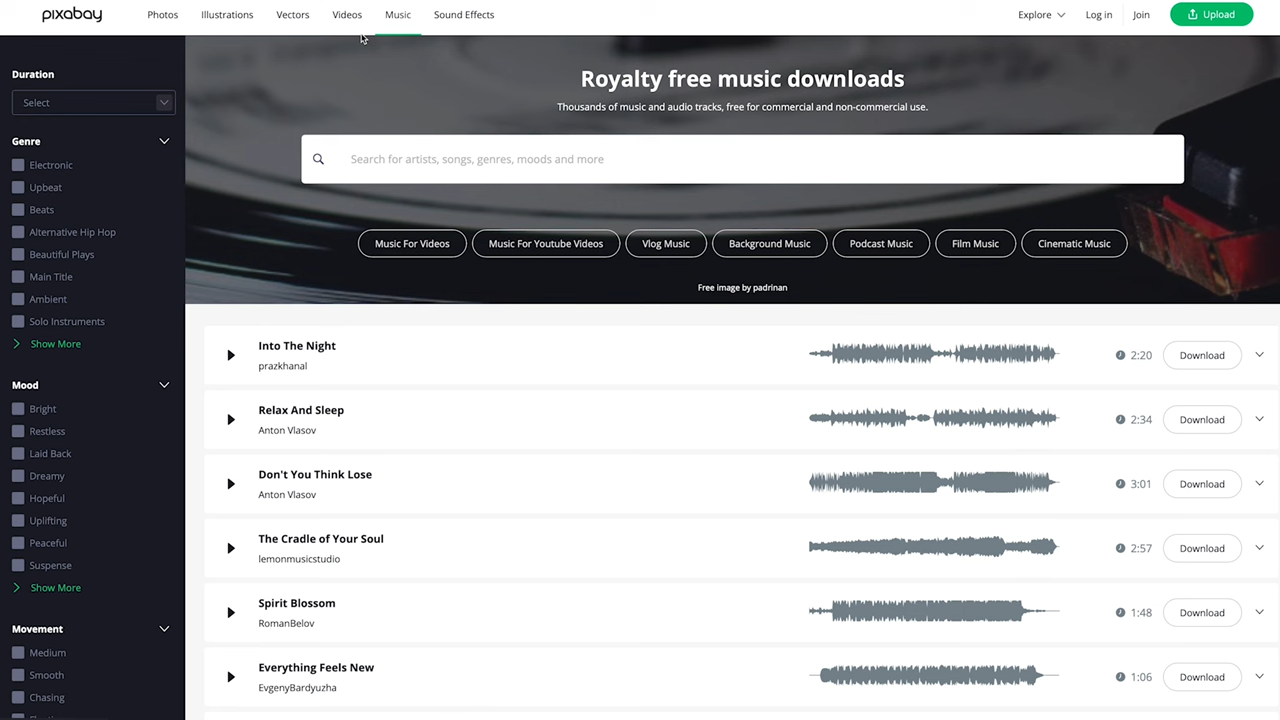 pixabay
Photos Illustrations Vectors Videos Music Sound Effects
Explore Log in Join Upload
Duration
Select
Genre
Electronic
Upbeat
Beats
Alternative Hip Hop
Beautiful Plays
Main Title
Ambient
Solo Instruments
Show More
Mood
Bright
Restless
Laid Back
Dreamy
Hopeful
Uplifting
Peaceful
Suspense
Show More
Movement
Medium
Smooth
Chasing
Royalty free music downloads
Thousands of music and audio tracks, free for commercial and non-commercial use.
Search for artists, songs, genres, moods and more
Music For Videos Music For Youtube Videos Vlog Music Background Music Podcast Music Film Music Cinematic Music
Free image by padrinan
Into The Night
prazkhanal
2:20 Download
Relax And Sleep
Anton Vlasov
2:34 Download
Don't You Think Lose
Anton Vlasov
3:01 Download
The Cradle of Your Soul
lemonmusicstudio
2:57 Download
Spirit Blossom
RomanBelov
1:48 Download
Everything Feels New
EvgenyBardyuzha
1:06 Download